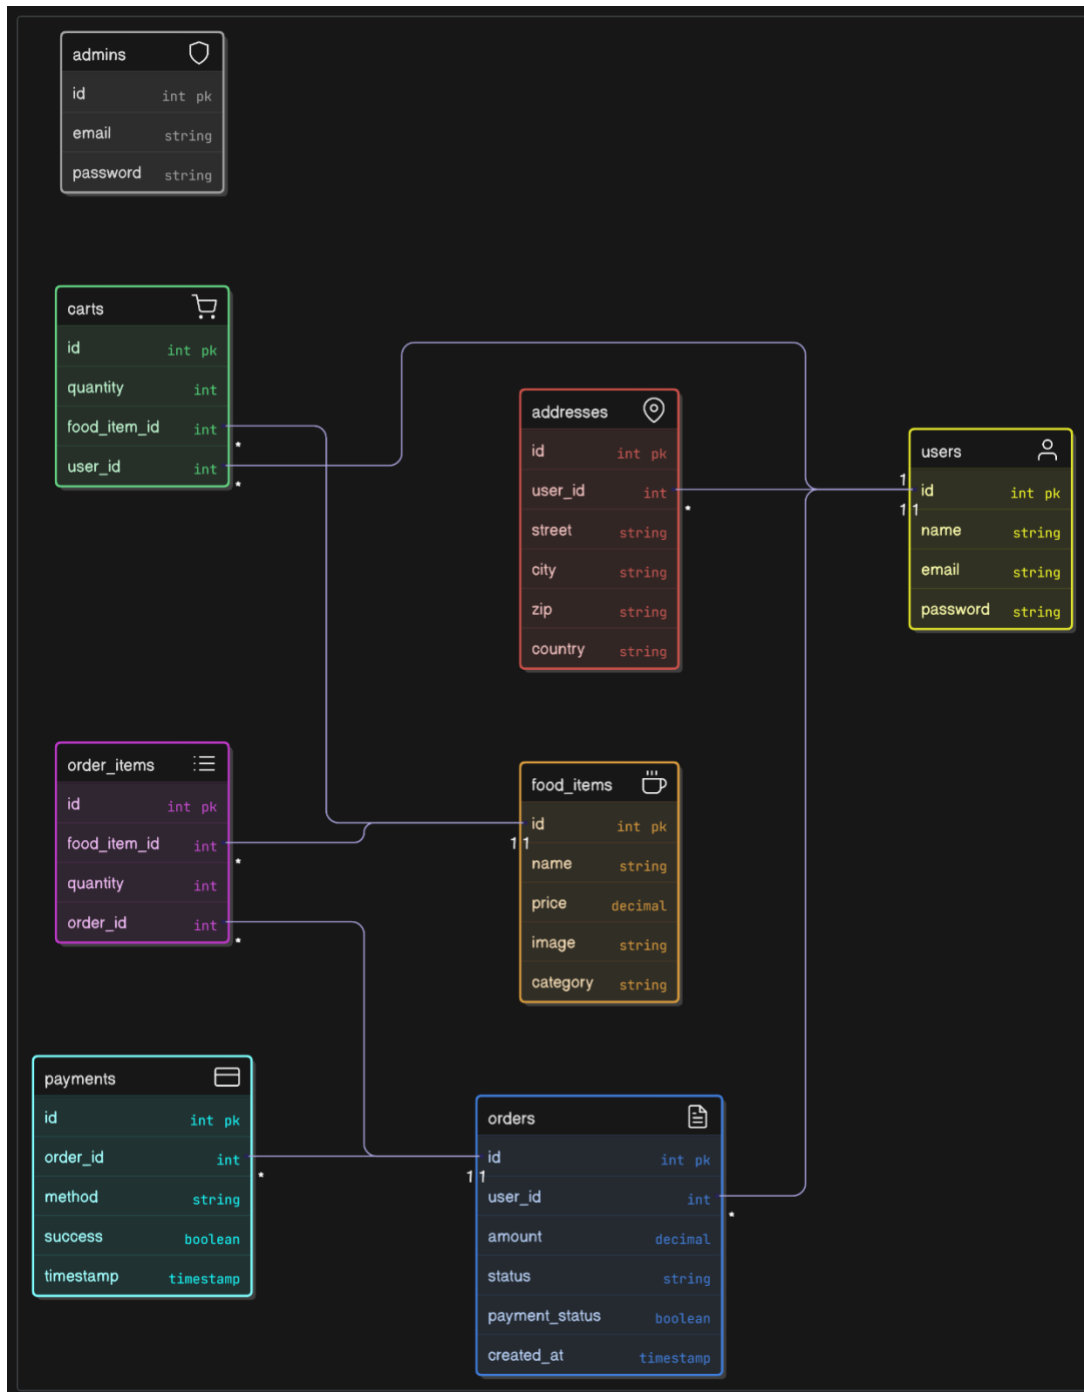 admins
id int pk
email string
password string
carts
id int pk
quantity int
food_item_id int
*
user_id int
*
addresses
id int pk
user_id int
*
street string
city string
zip string
country string
users
1
id int pk
1 1
name string
email string
password string
order_items
id int pk
food_item_id int
*
quantity int
order_id int
*
food_items
id int pk
1 1
name string
price decimal
image string
category string
payments
id int pk
order_id int
*
method string
success boolean
timestamp timestamp
orders
id int pk
1 1
user_id int
*
amount decimal
status string
payment_status boolean
created_at timestamp